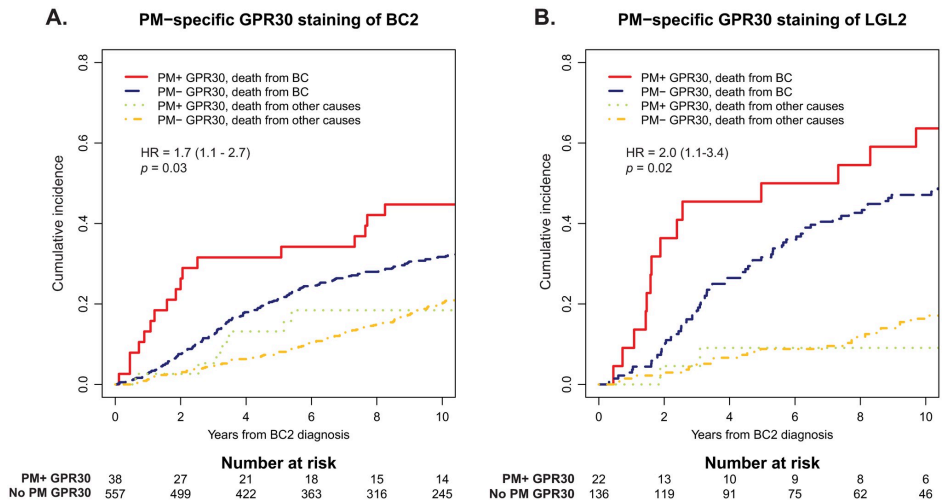 A.
PM−specific GPR30 staining of BC2
Cumulative incidence
0.8
0.6
0.4
0.2
0.0
PM+ GPR30, death from BC
PM− GPR30, death from BC
PM+ GPR30, death from other causes
PM− GPR30, death from other causes
HR = 1.7 (1.1 - 2.7)
p = 0.03
0 2 4 6 8 10
Years from BC2 diagnosis
Number at risk
PM+ GPR30 38 27 21 18 15 14
No PM GPR30 557 499 422 363 316 245
B.
PM−specific GPR30 staining of LGL2
Cumulative incidence
0.8
0.6
0.4
0.2
0.0
PM+ GPR30, death from BC
PM− GPR30, death from BC
PM+ GPR30, death from other causes
PM− GPR30, death from other causes
HR = 2.0 (1.1-3.4)
p = 0.02
0 2 4 6 8 10
Years from BC2 diagnosis
Number at risk
PM+ GPR30 22 13 10 9 8 6
No PM GPR30 136 119 91 75 62 46